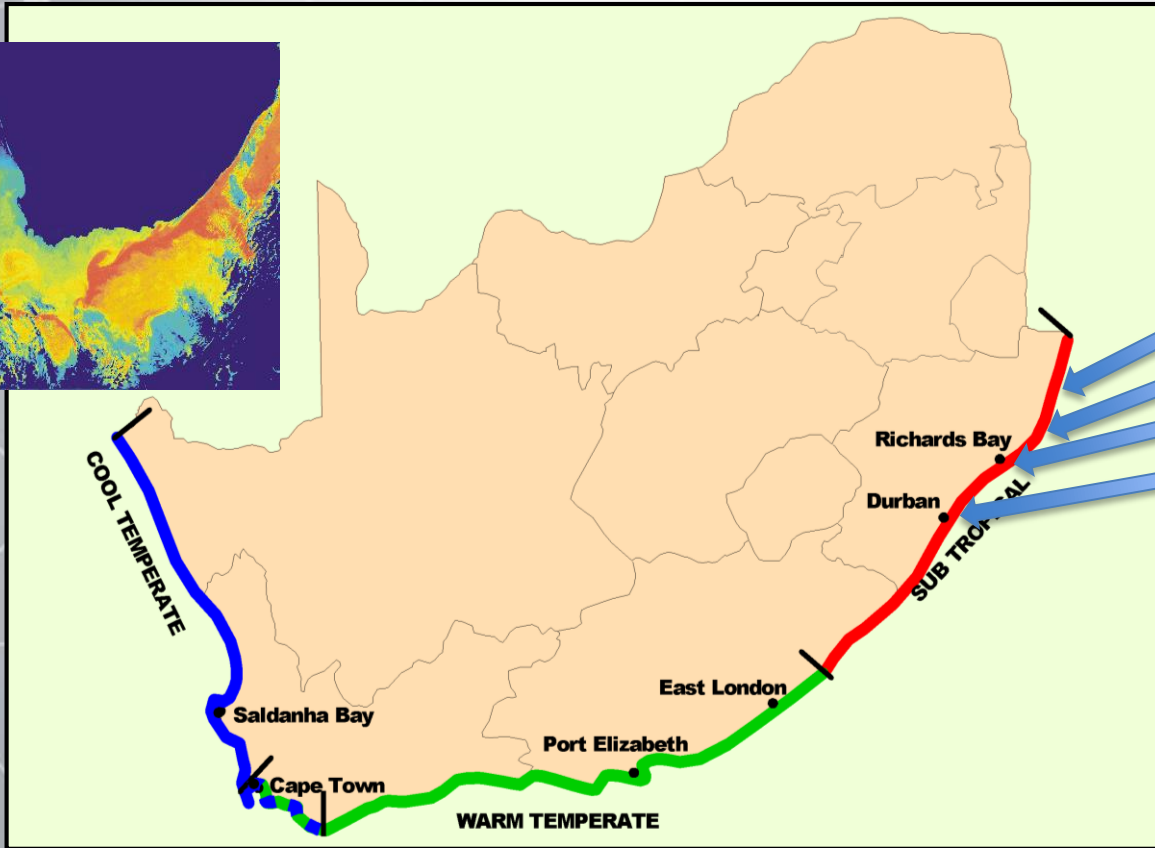 Richards Bay
Durban
SUB TROPICAL
COOL TEMPERATE
East London
Saldanha Bay
Port Elizabeth
Cape Town
WARM TEMPERATE